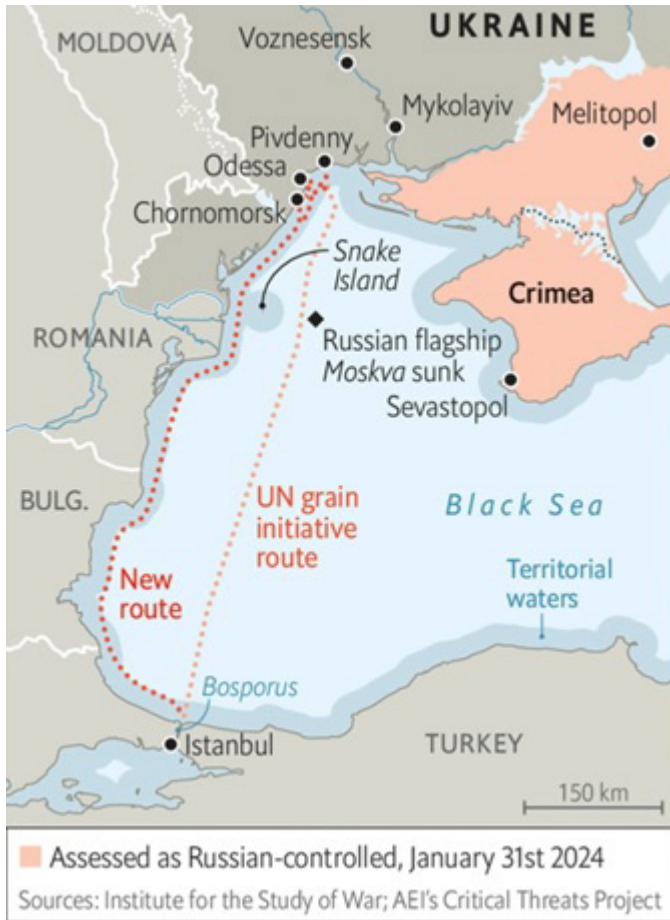 MOLDOVA
Voznesensk
UKRAINE
Mykolayiv
Melitopol
Pivdenny
Odessa
Chornomorsk
Snake
Island
Crimea
ROMANIA
Russian flagship
Moskva sunk
Sevastopol
BULG.
UN grain
initiative
route
Black Sea
New
route
Territorial
waters
Bosporus
Istanbul
TURKEY
150 km
Assessed as Russian-controlled, January 31st 2024
Sources: Institute for the Study of War; AEI's Critical Threats Project